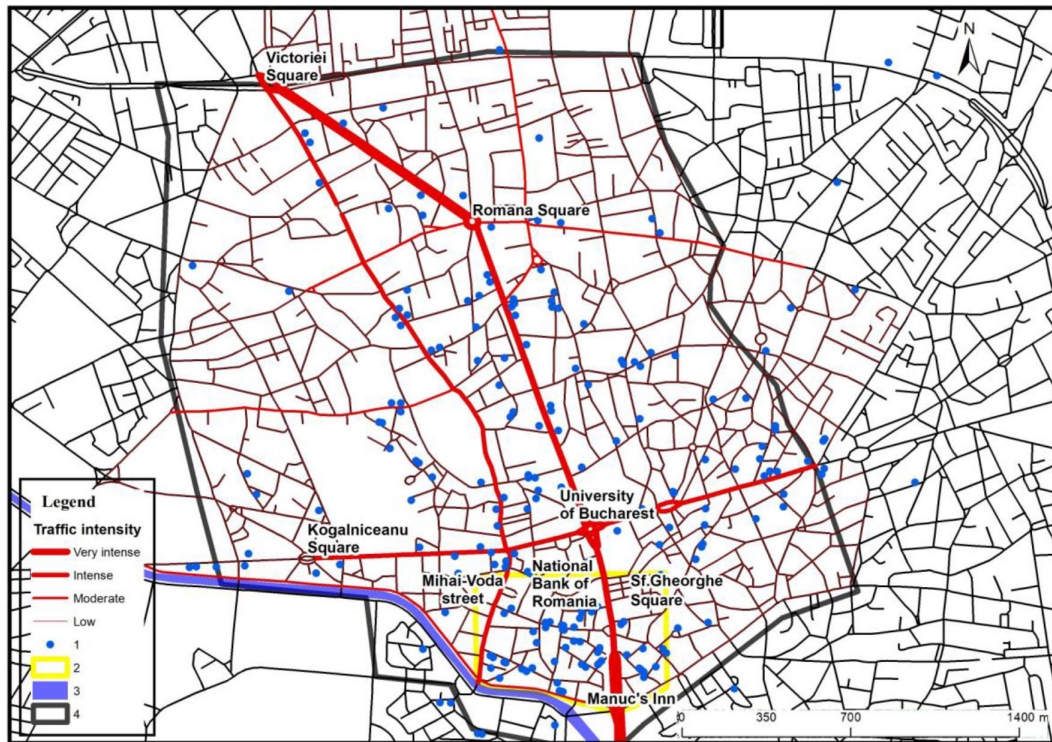 N
Victoriei
Square
Romana Square
University
of Bucharest
Kogalniceanu
Square
Mihai-Voda
street
National
Bank of
Romania
Sf.Gheorghe
Square
Manuc's Inn
Legend
Traffic intensity
Very intense
Intense
Moderate
Low
1
2
3
4
0 350 700 1400 m